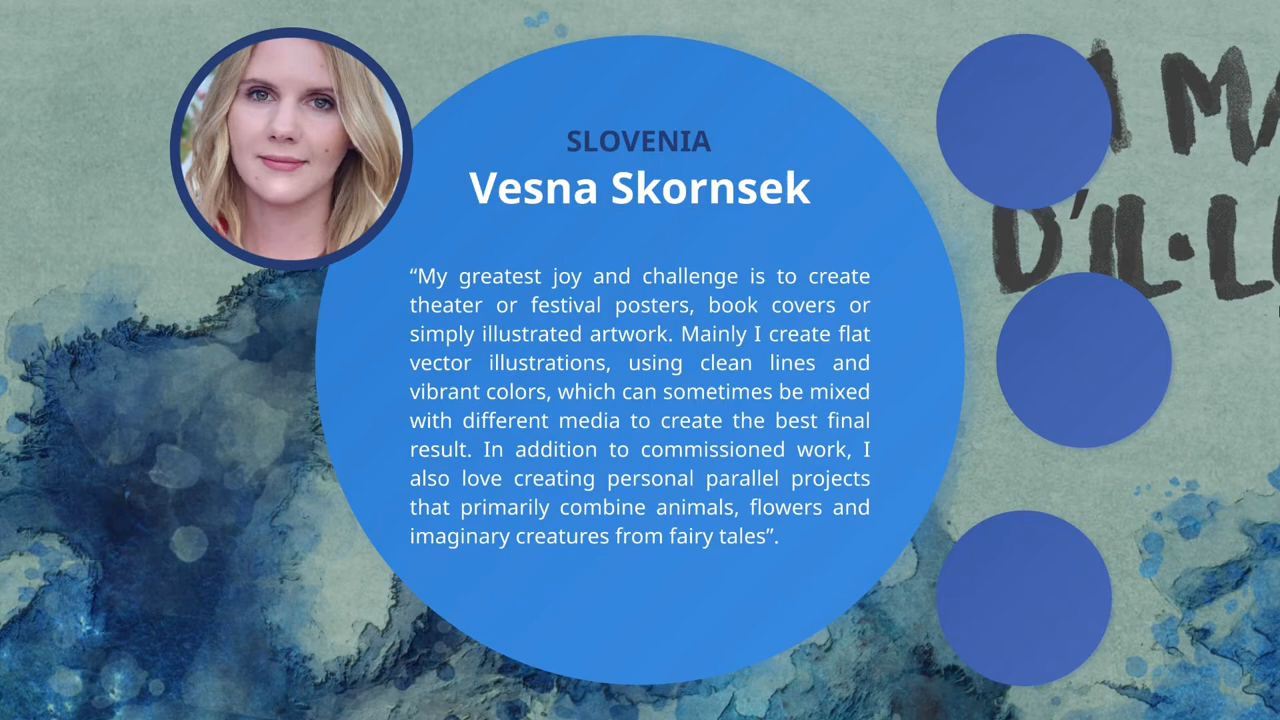 SLOVENIA
Vesna Skornsek
“My greatest joy and challenge is to create
theater or festival posters, book covers or
simply illustrated artwork. Mainly I create flat
vector illustrations, using clean lines and
vibrant colors, which can sometimes be mixed
with different media to create the best final
result. In addition to commissioned work, I
also love creating personal parallel projects
that primarily combine animals, flowers and
imaginary creatures from fairy tales”.
I MA
D’IL·L